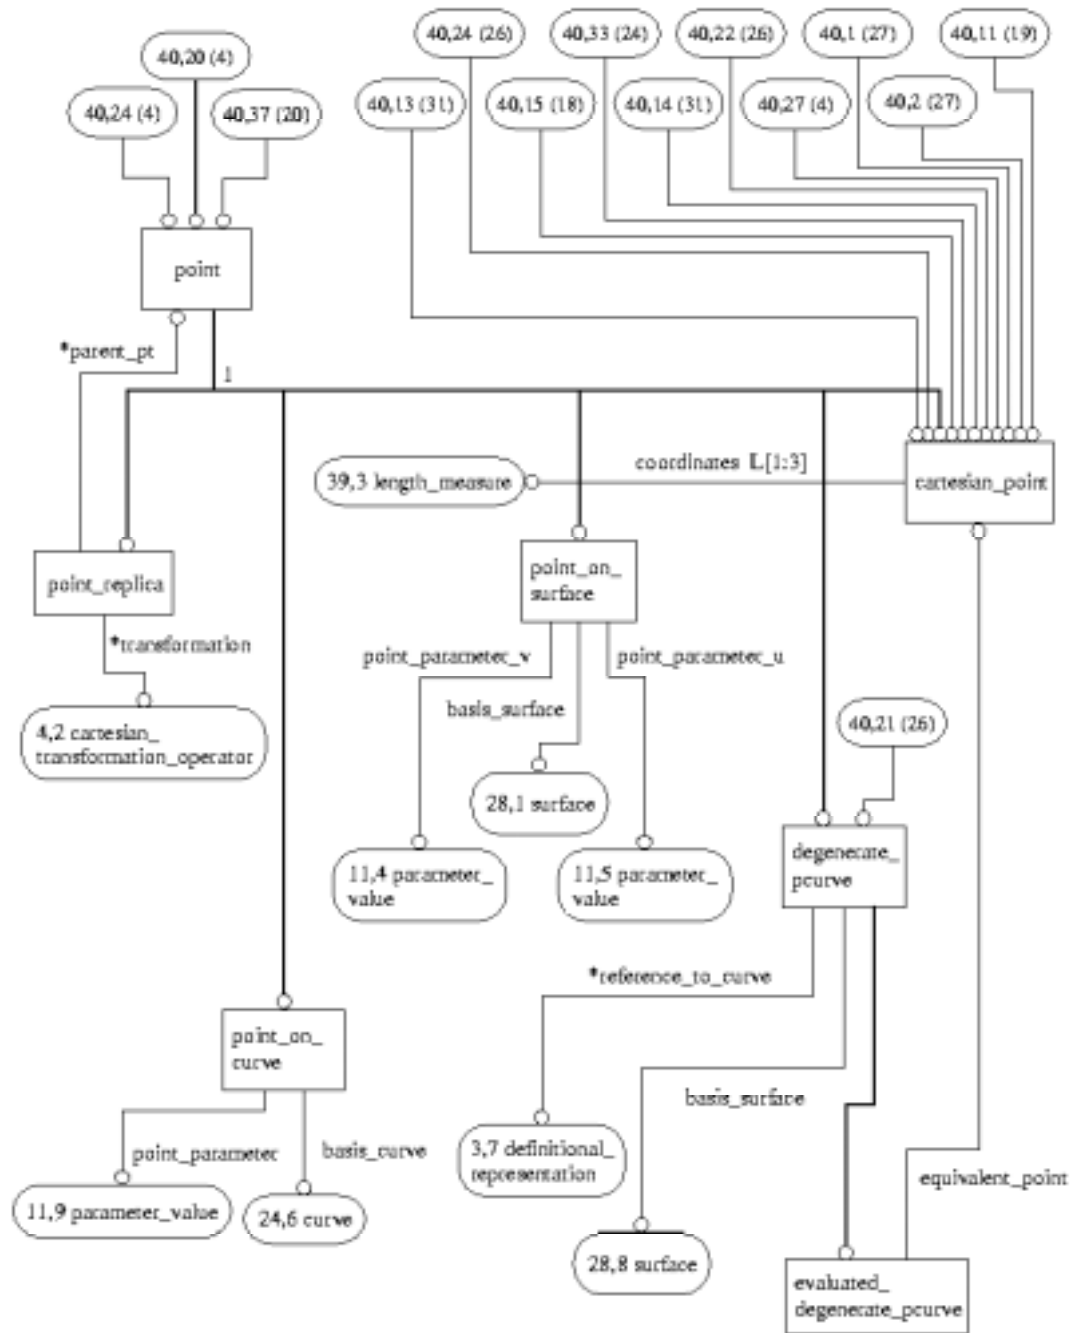 40,24 (26)
40,33 (24)
40,22 (26)
40,1 (27)
40,11 (19)
40,20 (4)
40,24 (4)
40,37 (20)
40,13 (31)
40,15 (18)
40,14 (31)
40,27 (4)
40,2 (27)
point
*parent_pt
1
coordinates L[1:3]
39,3 length_measure
cartesian_point
point_replica
point_on_
surface
*transformation
point_parameter_v
point_parameter_u
basis_surface
4,2 cartesian_
transformation_operator
40,21 (26)
28,1 surface
11,4 parameter_
value
11,5 parameter_
value
degenerate_
pcurve
*reference_to_curve
point_on_
curve
basis_surface
point_parameter
basis_curve
3,7 definitional_
representation
equivalent_point
11,9 parameter_value
24,6 curve
28,8 surface
evaluated_
degenerate_pcurve